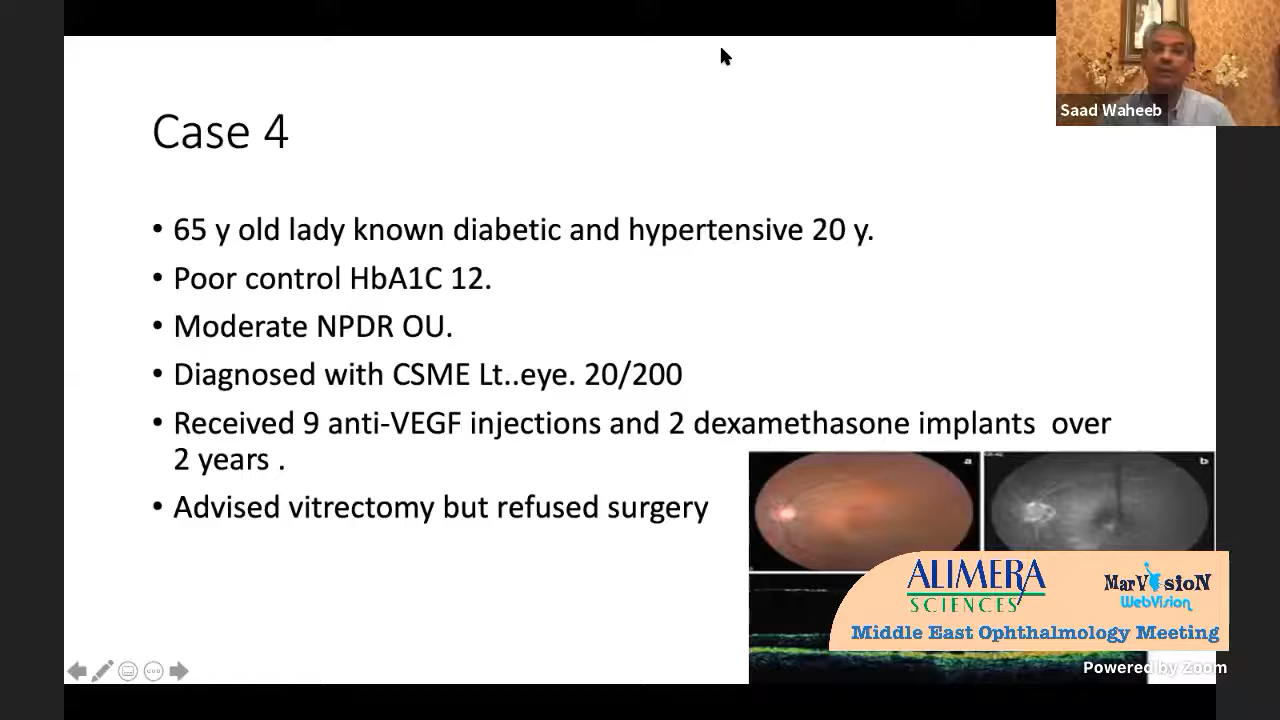 Saad Waheeb
Case 4
• 65 y old lady known diabetic and hypertensive 20 y.
• Poor control HbA1C 12.
• Moderate NPDR OU.
• Diagnosed with CSME Lt..eye. 20/200
• Received 9 anti-VEGF injections and 2 dexamethasone implants over
2 years .
• Advised vitrectomy but refused surgery
a
b
ALIMERA
SCIENCES
MarVisioN
WebVision
Middle East Ophthalmology Meeting
Powered by Zoom